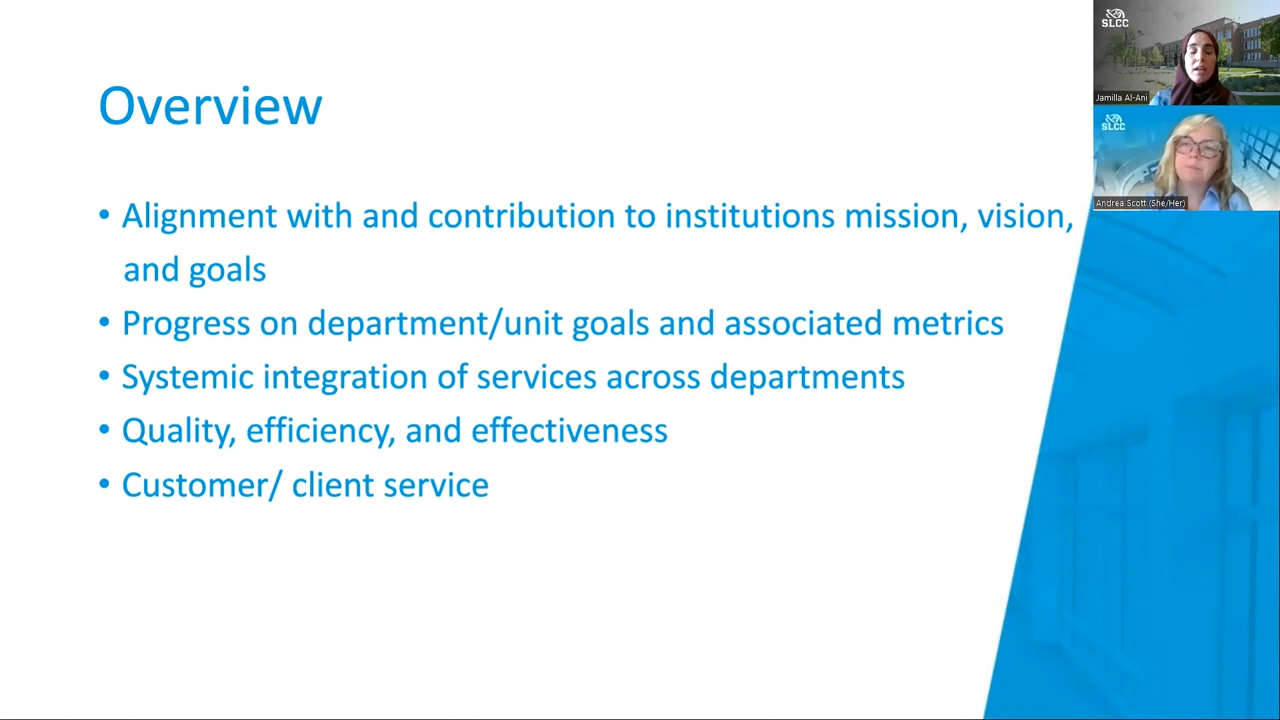 Overview
• Alignment with and contribution to institutions mission, vision,
and goals
• Progress on department/unit goals and associated metrics
• Systemic integration of services across departments
• Quality, efficiency, and effectiveness
• Customer/ client service
SLCC
Jamilla Al-Ani
SLCC
Andrea Scott (She/Her)